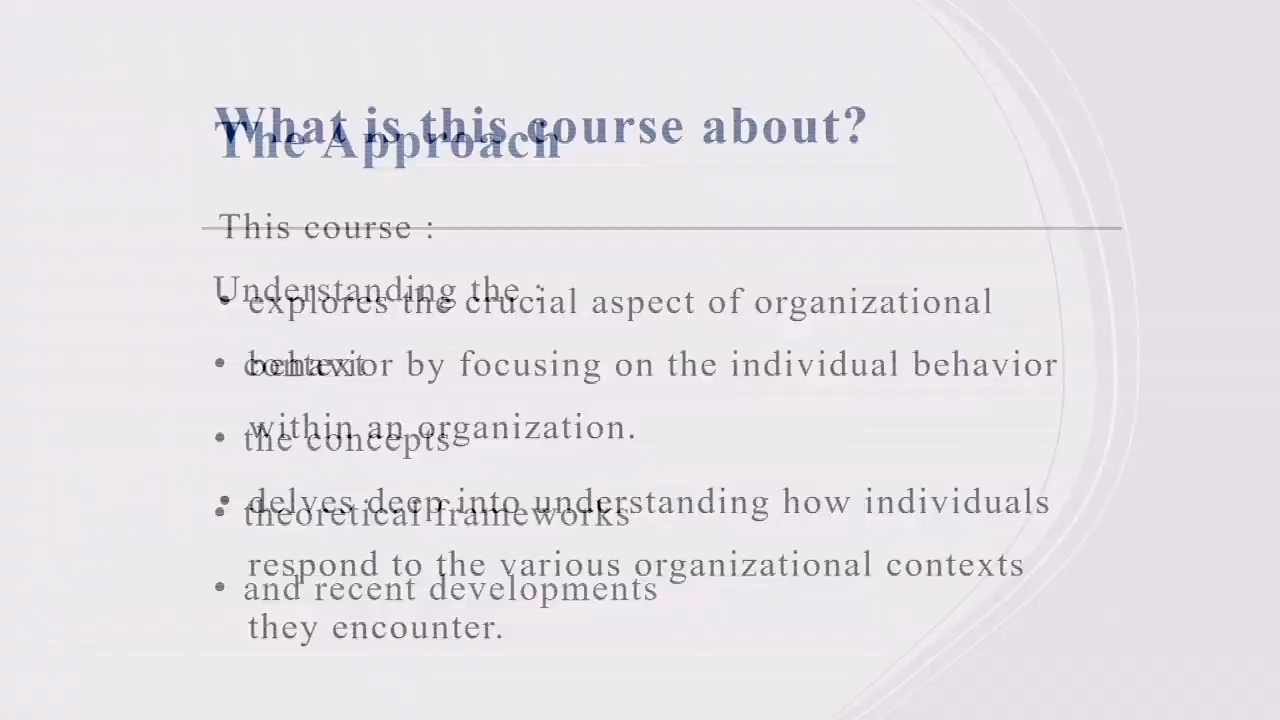 What is this course about?
This course :
• explores the crucial aspect of organizational
behavior by focusing on the individual behavior
within an organization.
• delves deep into understanding how individuals
respond to the various organizational contexts
they encounter.
The Approach
Understanding the :
• context
• the concepts
• theoretical frameworks
• and recent developments